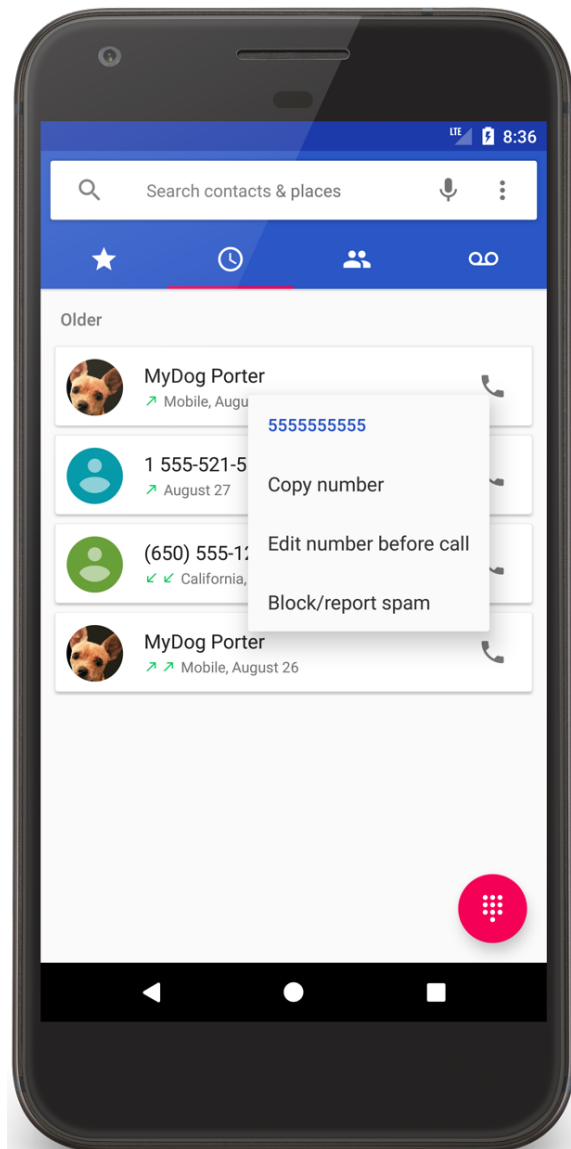 LTE 8:36
Search contacts & places
Older
MyDog Porter
Mobile, Augu
5555555555
1 555-521-5
August 27
Copy number
Edit number before call
(650) 555-12
California,
Block/report spam
MyDog Porter
Mobile, August 26